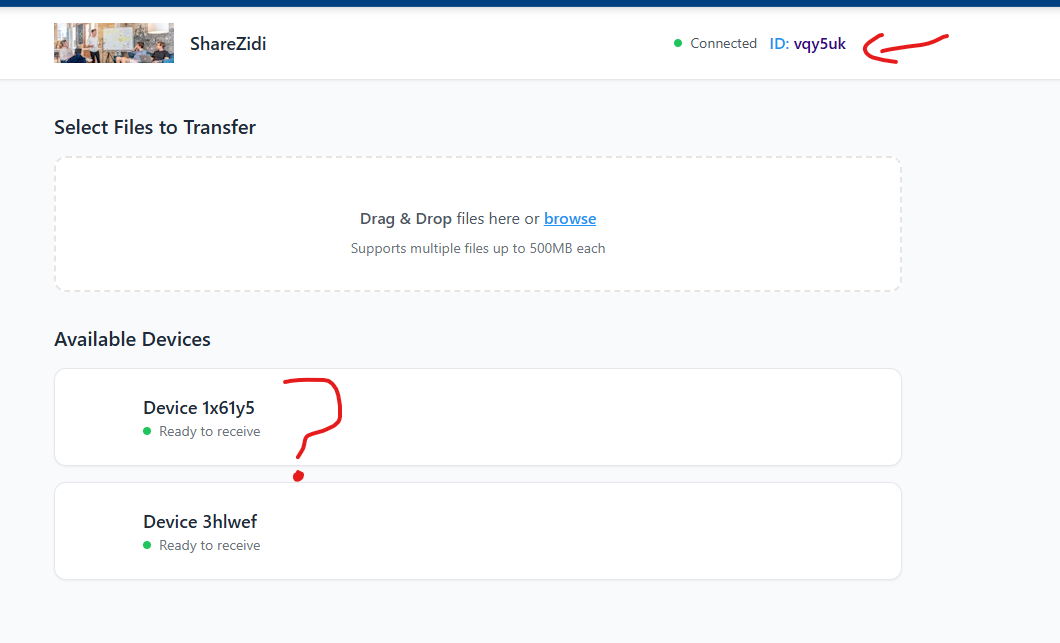 ShareZidi
Connected ID: vqy5uk
Select Files to Transfer
Drag & Drop files here or browse
Supports multiple files up to 500MB each
Available Devices
Device 1x61y5
Ready to receive
?
Device 3hlwef
Ready to receive